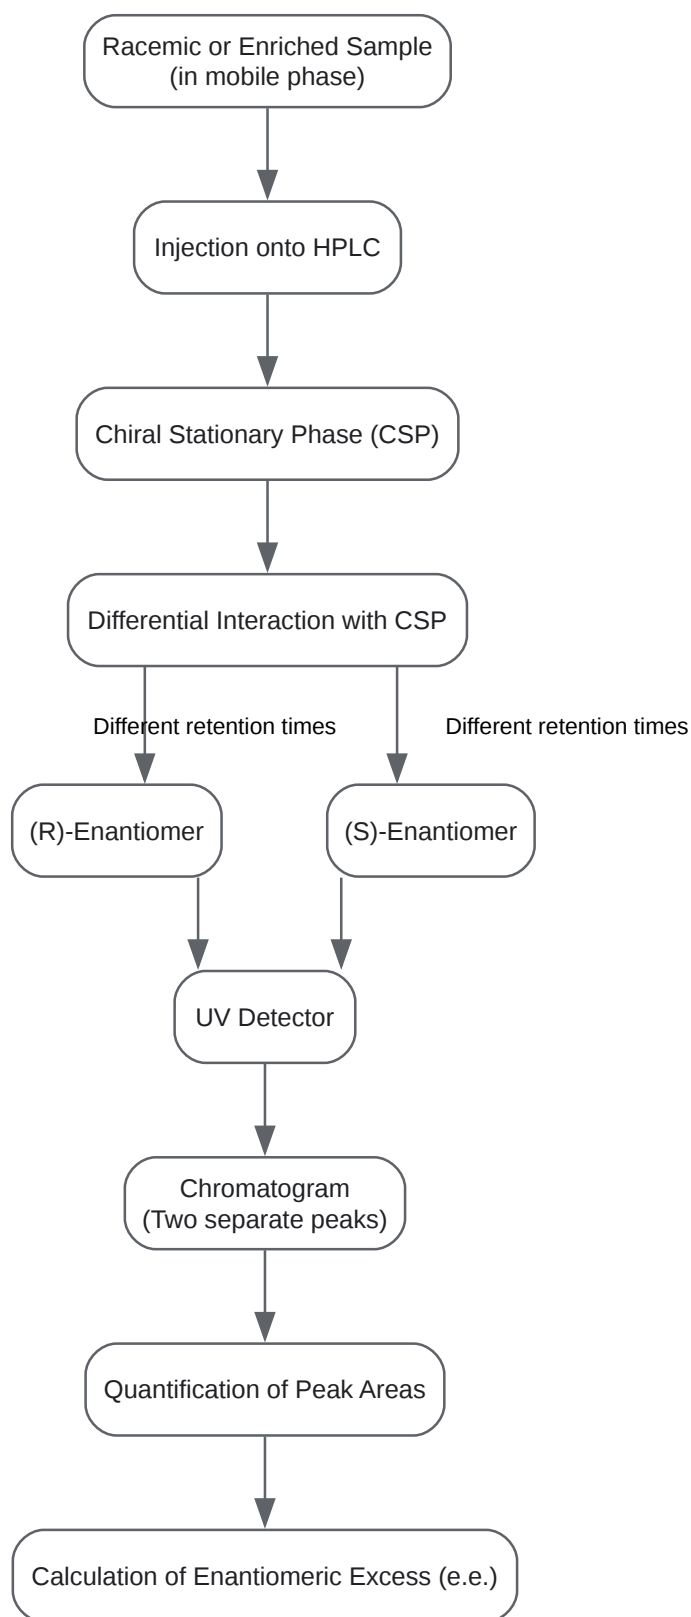 Racemic or Enriched Sample
(in mobile phase)
Injection onto HPLC
Chiral Stationary Phase (CSP)
Differential Interaction with CSP
Different retention times
Different retention times
(R)-Enantiomer
(S)-Enantiomer
UV Detector
Chromatogram
(Two separate peaks)
Quantification of Peak Areas
Calculation of Enantiomeric Excess (e.e.)